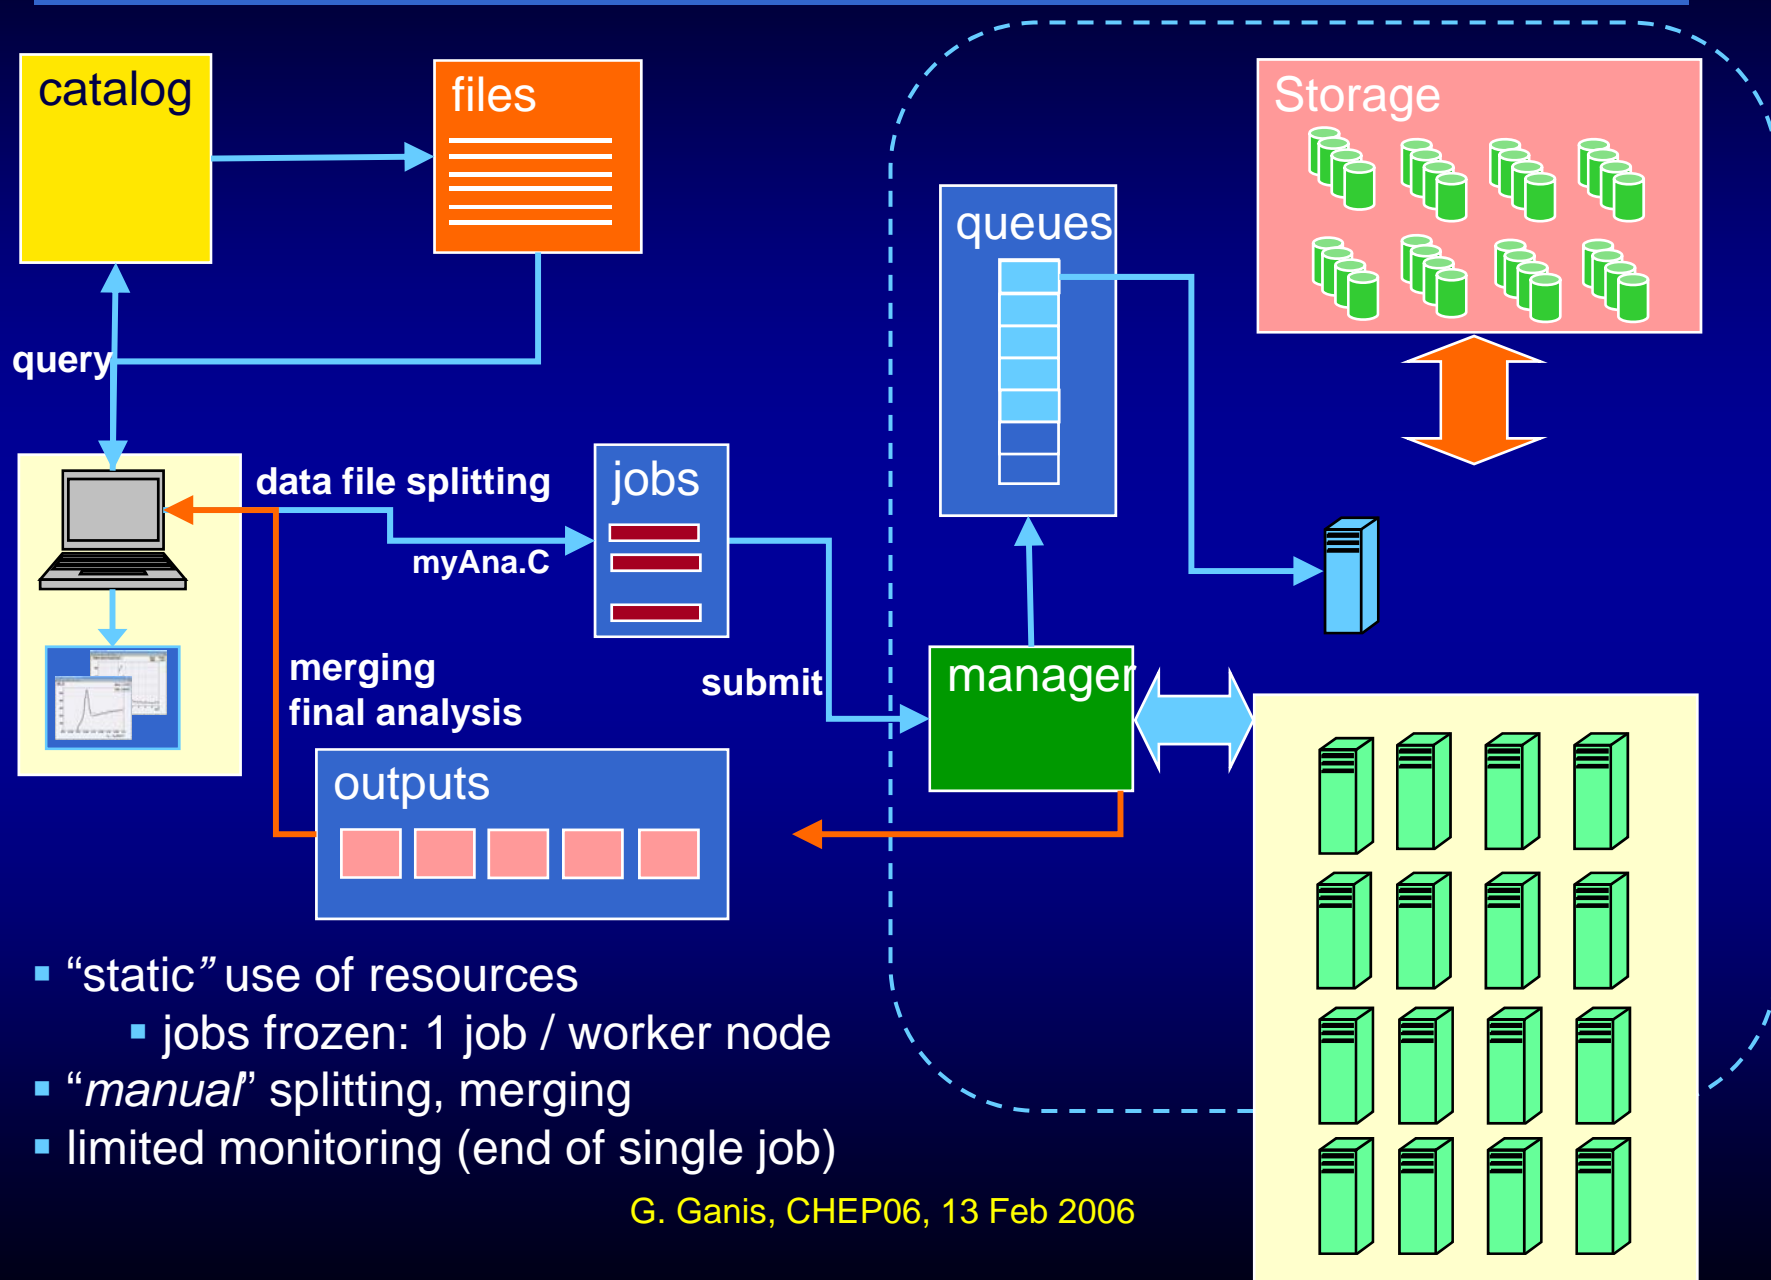 catalog
files
Storage
queues
query
data file splitting
jobs
myAna.C
merging
final analysis
submit
manager
outputs
“static” use of resources
jobs frozen: 1 job / worker node
“manual” splitting, merging
limited monitoring (end of single job)
G. Ganis, CHEP06, 13 Feb 2006